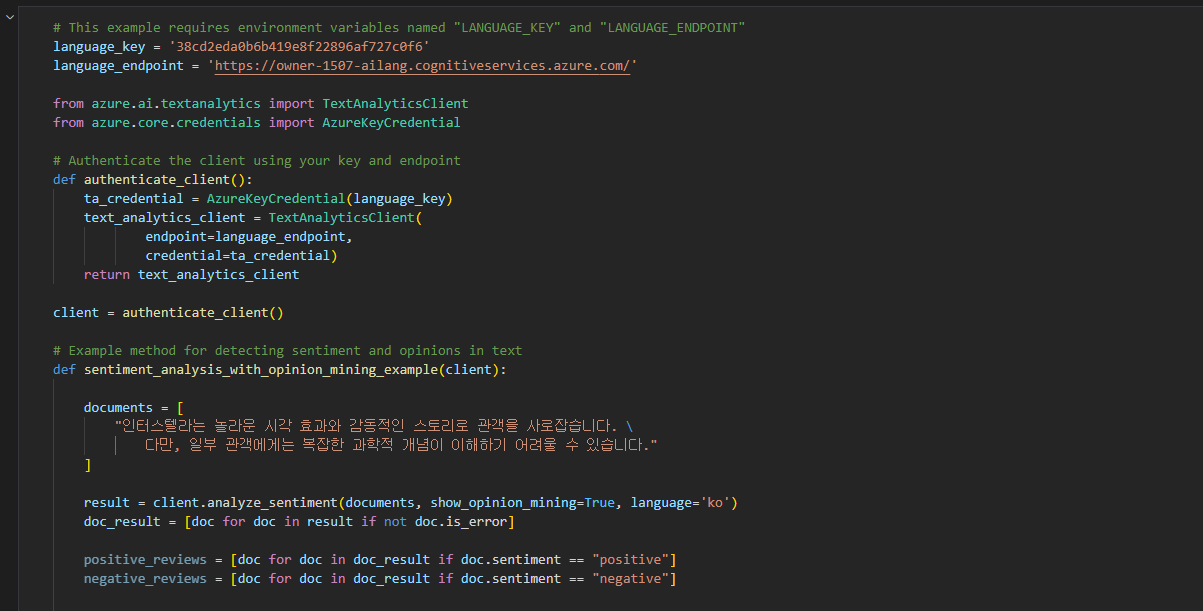 # This example requires environment variables named "LANGUAGE_KEY" and "LANGUAGE_ENDPOINT"
language_key = '38cd2eda0b6b419e8f22896af727c0f6'
language_endpoint = 'https://owner-1507-ailang.cognitiveservices.azure.com/'
from azure.ai.textanalytics import TextAnalyticsClient
from azure.core.credentials import AzureKeyCredential
# Authenticate the client using your key and endpoint
def authenticate_client():
ta_credential = AzureKeyCredential(language_key)
text_analytics_client = TextAnalyticsClient(
endpoint=language_endpoint,
credential=ta_credential)
return text_analytics_client
client = authenticate_client()
# Example method for detecting sentiment and opinions in text
def sentiment_analysis_with_opinion_mining_example(client):
documents = [
"인터스텔라는 놀라운 시각 효과와 감동적인 스토리로 관객을 사로잡습니다. \
다만, 일부 관객에게는 복잡한 과학적 개념이 이해하기 어려울 수 있습니다."
]
result = client.analyze_sentiment(documents, show_opinion_mining=True, language='ko')
doc_result = [doc for doc in result if not doc.is_error]
positive_reviews = [doc for doc in doc_result if doc.sentiment == "positive"]
negative_reviews = [doc for doc in doc_result if doc.sentiment == "negative"]